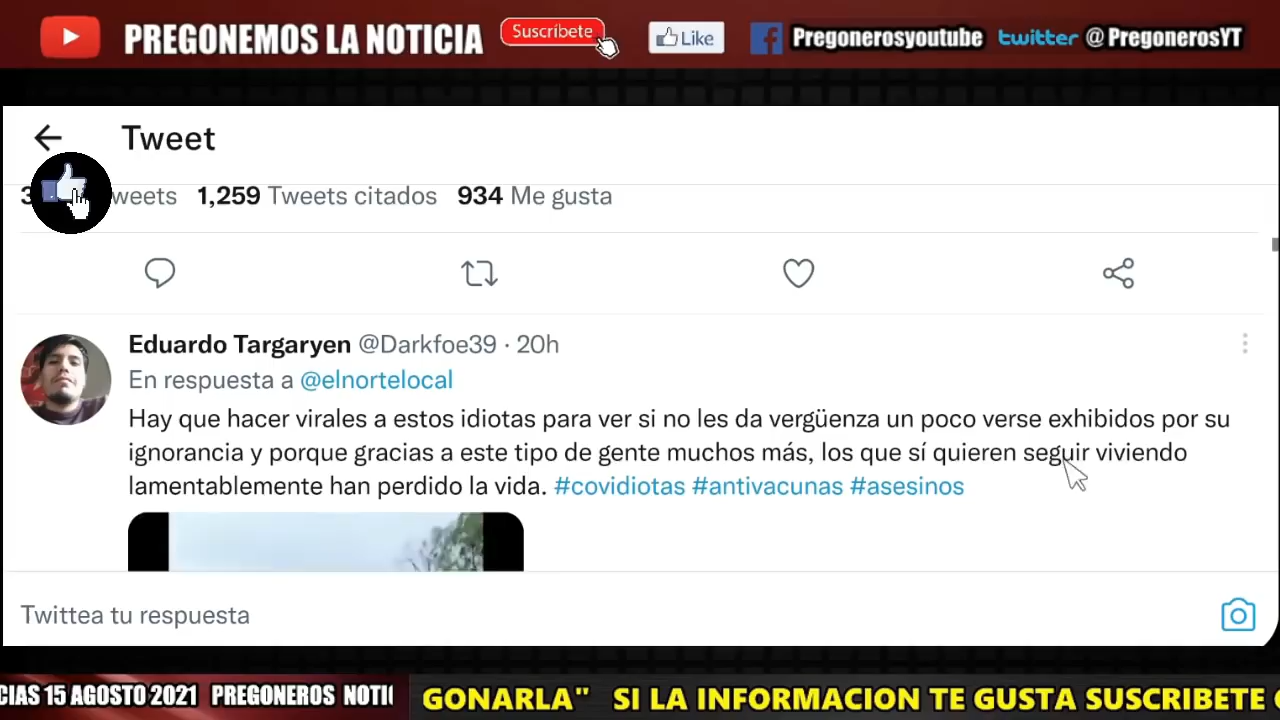 PREGONEMOS LA NOTICIA Suscríbete Like Pregonerosyoutube twitter @PregonerosYT
Tweet
weets 1,259 Tweets citados 934 Me gusta
Eduardo Targaryen @Darkfoe39 · 20h
En respuesta a @elnortelocal
Hay que hacer virales a estos idiotas para ver si no les da vergüenza un poco verse exhibidos por su
ignorancia y porque gracias a este tipo de gente muchos más, los que sí quieren seguir viviendo
lamentablemente han perdido la vida. #covidiotas #antivacunas #asesinos
Twittea tu respuesta
CIAS 15 AGOSTO 2021 PREGONEROS NOTI GONARLA" SI LA INFORMACION TE GUSTA SUSCRIBETE